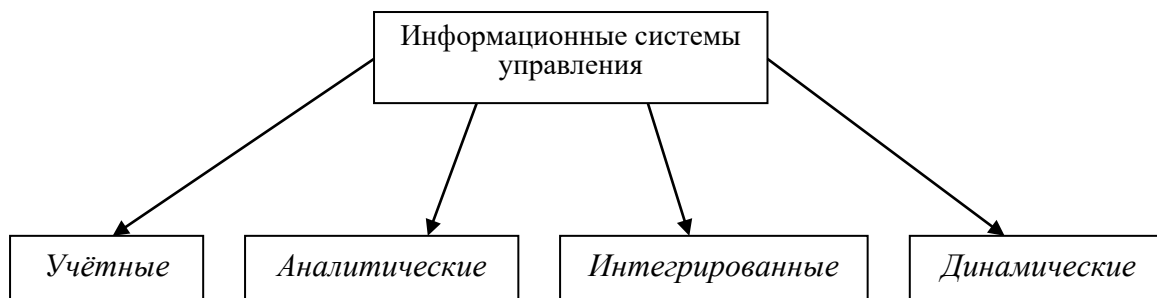 Информационные системы
управления
Учётные
Аналитические
Интегрированные
Динамические